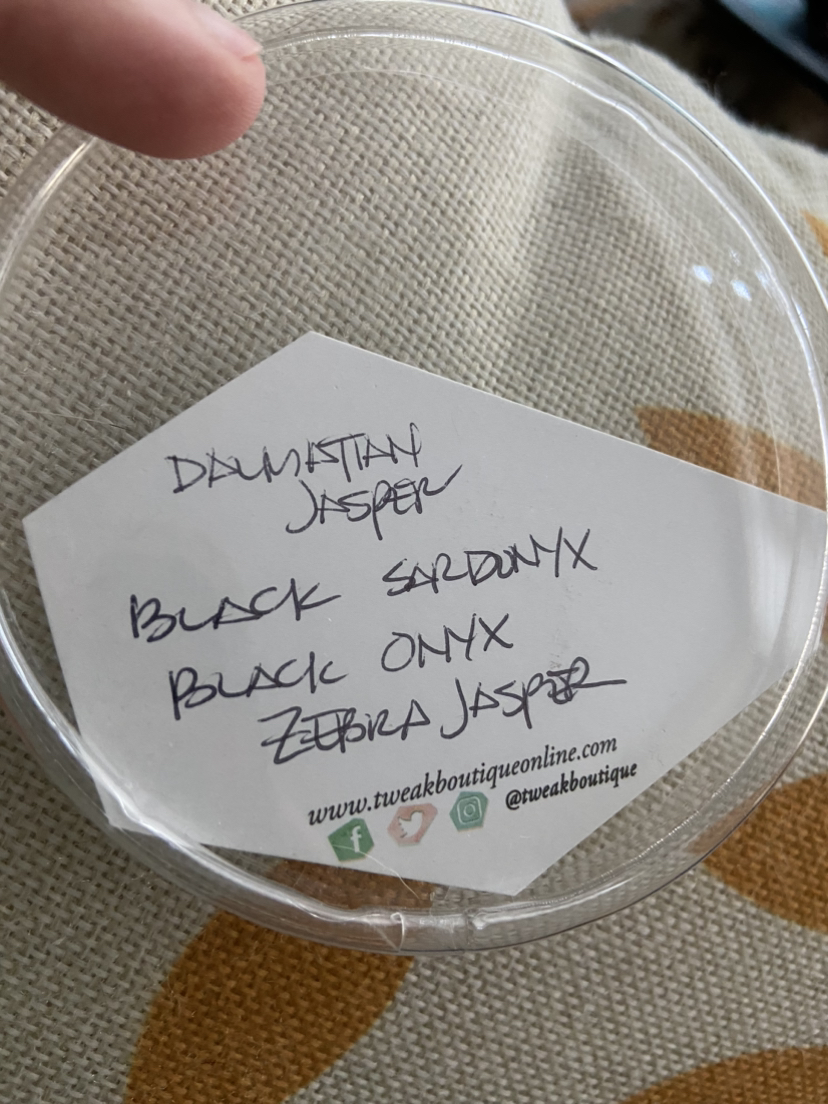 DALMATIAN
JASPER
BLACK SARDONYX
BLACK ONYX
ZEBRA JASPER
www.tweakboutiqueonline.com
f @tweakboutique